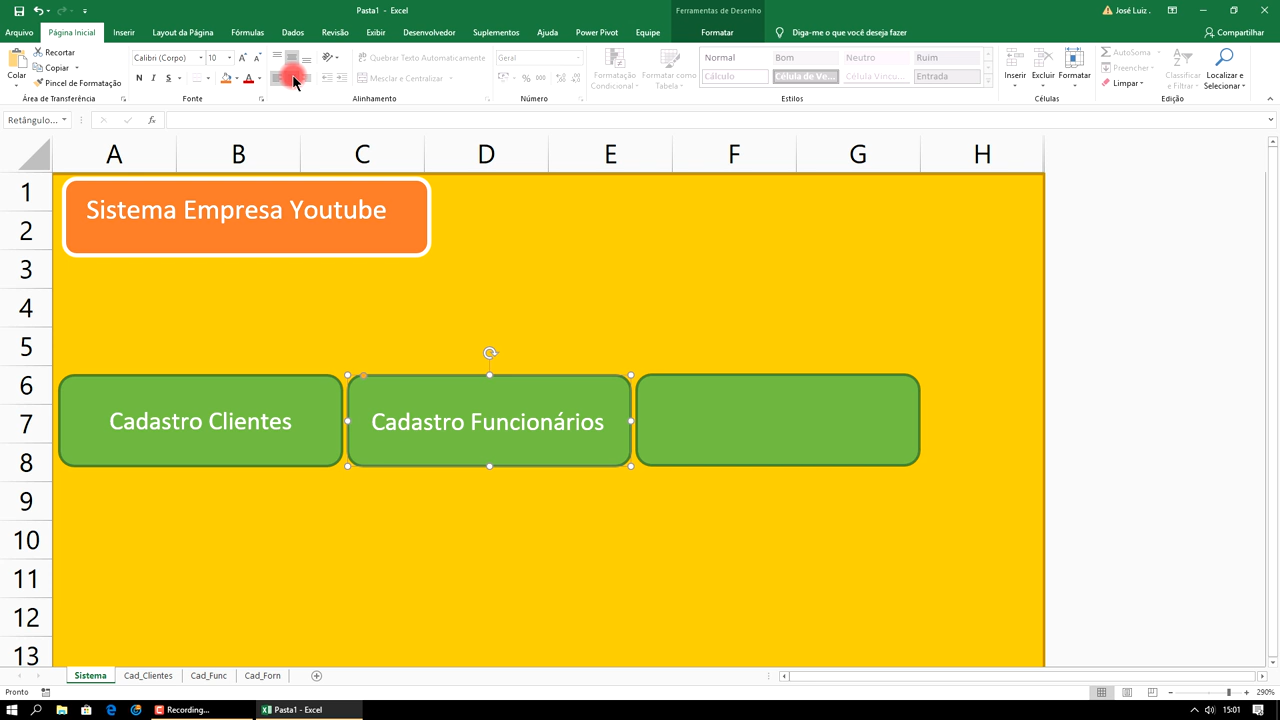 Pasta1 - Excel
Ferramentas de Desenho
José Luiz .
Arquivo
Página Inicial
Inserir
Layout da Página
Fórmulas
Dados
Revisão
Exibir
Desenvolvedor
Suplementos
Ajuda
Power Pivot
Equipe
Formatar
Diga-me o que você deseja fazer
Compartilhar
Colar
Recortar
Copiar
Pincel de Formatação
Área de Transferência
Calibri (Corpo)
10
N I S
Fonte
Quebrar Texto Automaticamente
Mesclar e Centralizar
Alinhamento
Geral
% 000
Número
Formatação Condicional
Formatar como Tabela
Normal
Bom
Neutro
Ruim
Cálculo
Célula de Ve...
Célula Vincu...
Entrada
Estilos
Inserir
Excluir
Formatar
Células
AutoSoma
Preencher
Limpar
Classificar e Filtrar
Localizar e Selecionar
Edição
Retângulo...
fx
A B C D E F G H
1
Sistema Empresa Youtube
2
3
4
5
6
7
Cadastro Clientes
Cadastro Funcionários
8
9
10
11
12
13
Sistema
Cad_Clientes
Cad_Func
Cad_Forn
Pronto
290%
Recording...
Pasta1 - Excel
15:01